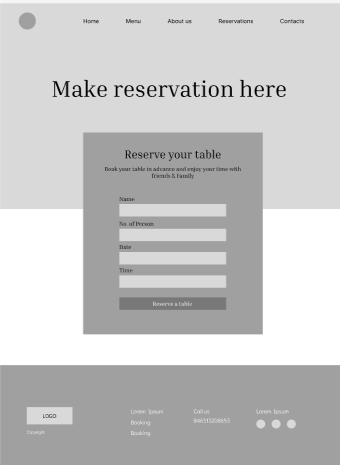 Home Menu About us Reservations Contacts
Make reservation here
Reserve your table
Book your table in advance and enjoy your time with
friends & family
Name
No. of Person
Date
Time
Reserve a table
LOGO
Copyright
Lorem Ipsum
Booking
Booking
Call us
846513208653
Lorem Ipsum